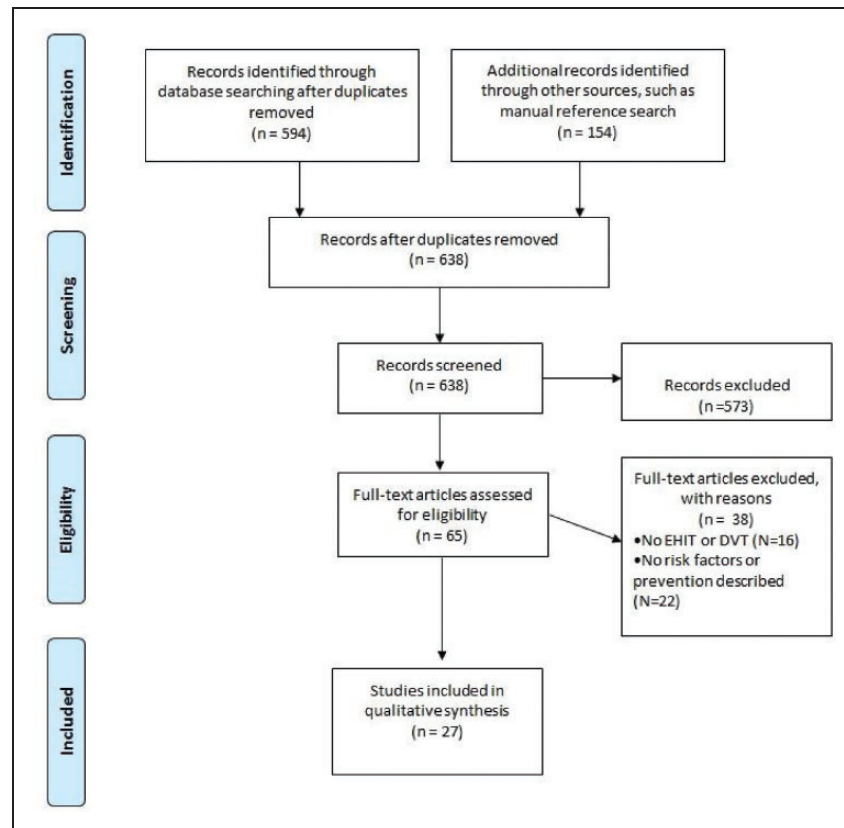 Identification
Records identified through
database searching after duplicates
removed
(n = 594)
Additional records identified
through other sources, such as
manual reference search
(n = 154)
Records after duplicates removed
(n = 638)
Screening
Records screened
(n = 638)
Records excluded
(n =573)
Eligibility
Full-text articles assessed
for eligibility
(n = 65)
Full-text articles excluded,
with reasons
(n = 38)
•No EHIT or DVT (N=16)
•No risk factors or
prevention described
(N=22)
Included
Studies included in
qualitative synthesis
(n = 27)